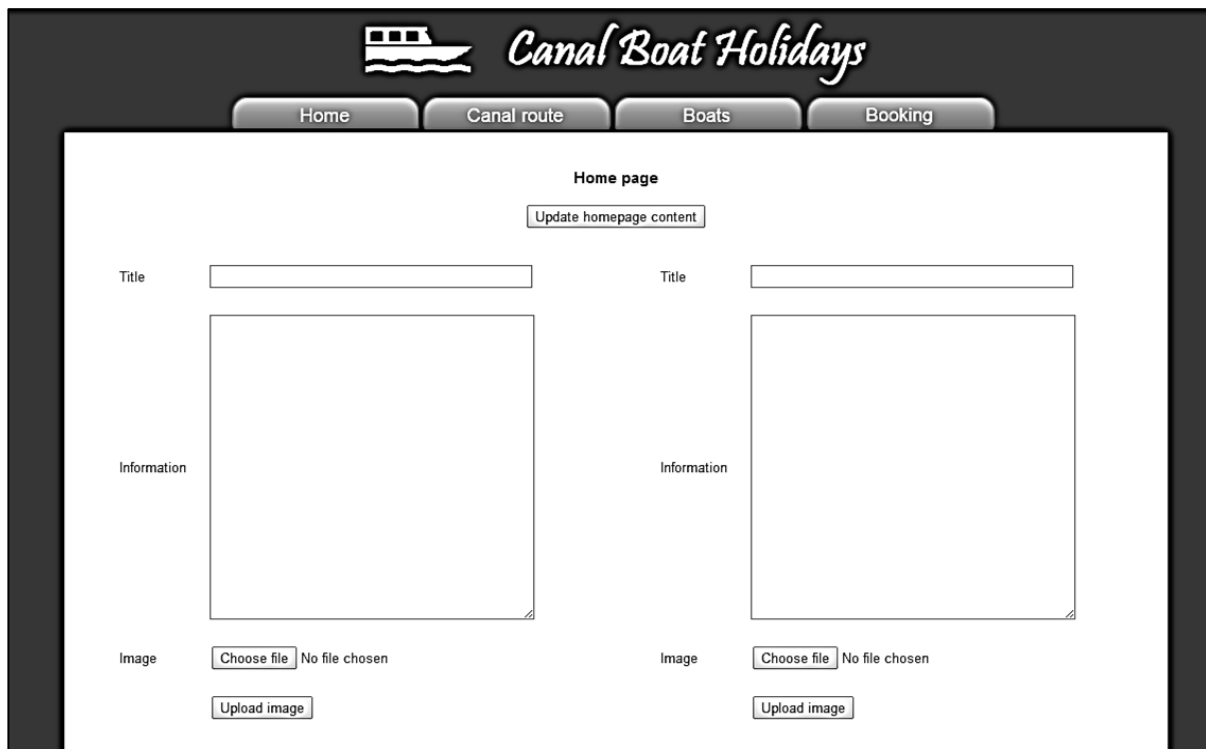 Canal Boat Holidays
Home Canal route Boats Booking
Home page
Update homepage content
Title Title
Information Information
Image Choose file No file chosen Image Choose file No file chosen
Upload image Upload image